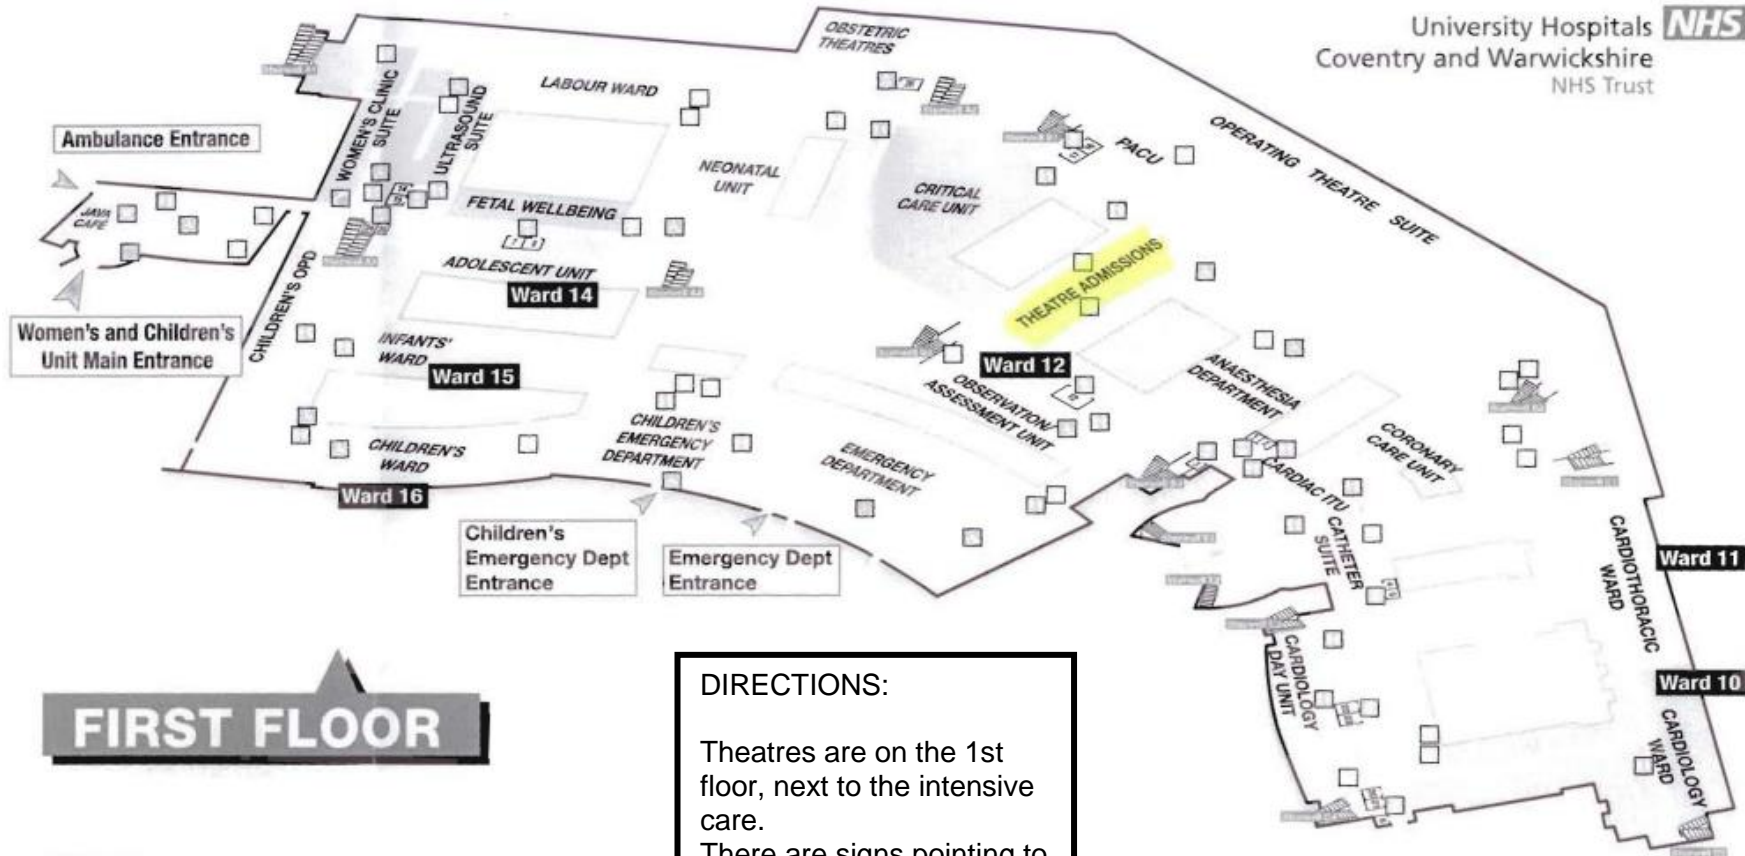 University Hospitals NHS
Coventry and Warwickshire
NHS Trust
OBSTETRIC
THEATRES
LABOUR WARD
WOMEN'S CLINIC
SUITE
ULTRASOUND
SUITE
Ambulance Entrance
OPERATING THEATRE SUITE
PACU
NEONATAL
UNIT
CRITICAL
CARE UNIT
JAVA
CAFE
FETAL WELLBEING
ADOLESCENT UNIT
Ward 14
THEATRE ADMISSIONS
CHILDREN'S OPD
Women's and Children's
Unit Main Entrance
INFANTS'
WARD
Ward 15
Ward 12
OBSERVATION/
ASSESSMENT UNIT
ANAESTHESIA
DEPARTMENT
CHILDREN'S
EMERGENCY
DEPARTMENT
CHILDREN'S
WARD
Ward 16
EMERGENCY
DEPARTMENT
CORONARY
CARE UNIT
CARDIAC ITU
CATHETER
SUITE
Children's
Emergency Dept
Entrance
Emergency Dept
Entrance
CARDIOTHORACIC
WARD
Ward 11
CARDIOLOGY
DAY UNIT
Ward 10
CARDIOLOGY
WARD
FIRST FLOOR
DIRECTIONS:
Theatres are on the 1st
floor, next to the intensive
care.
There are signs pointing to